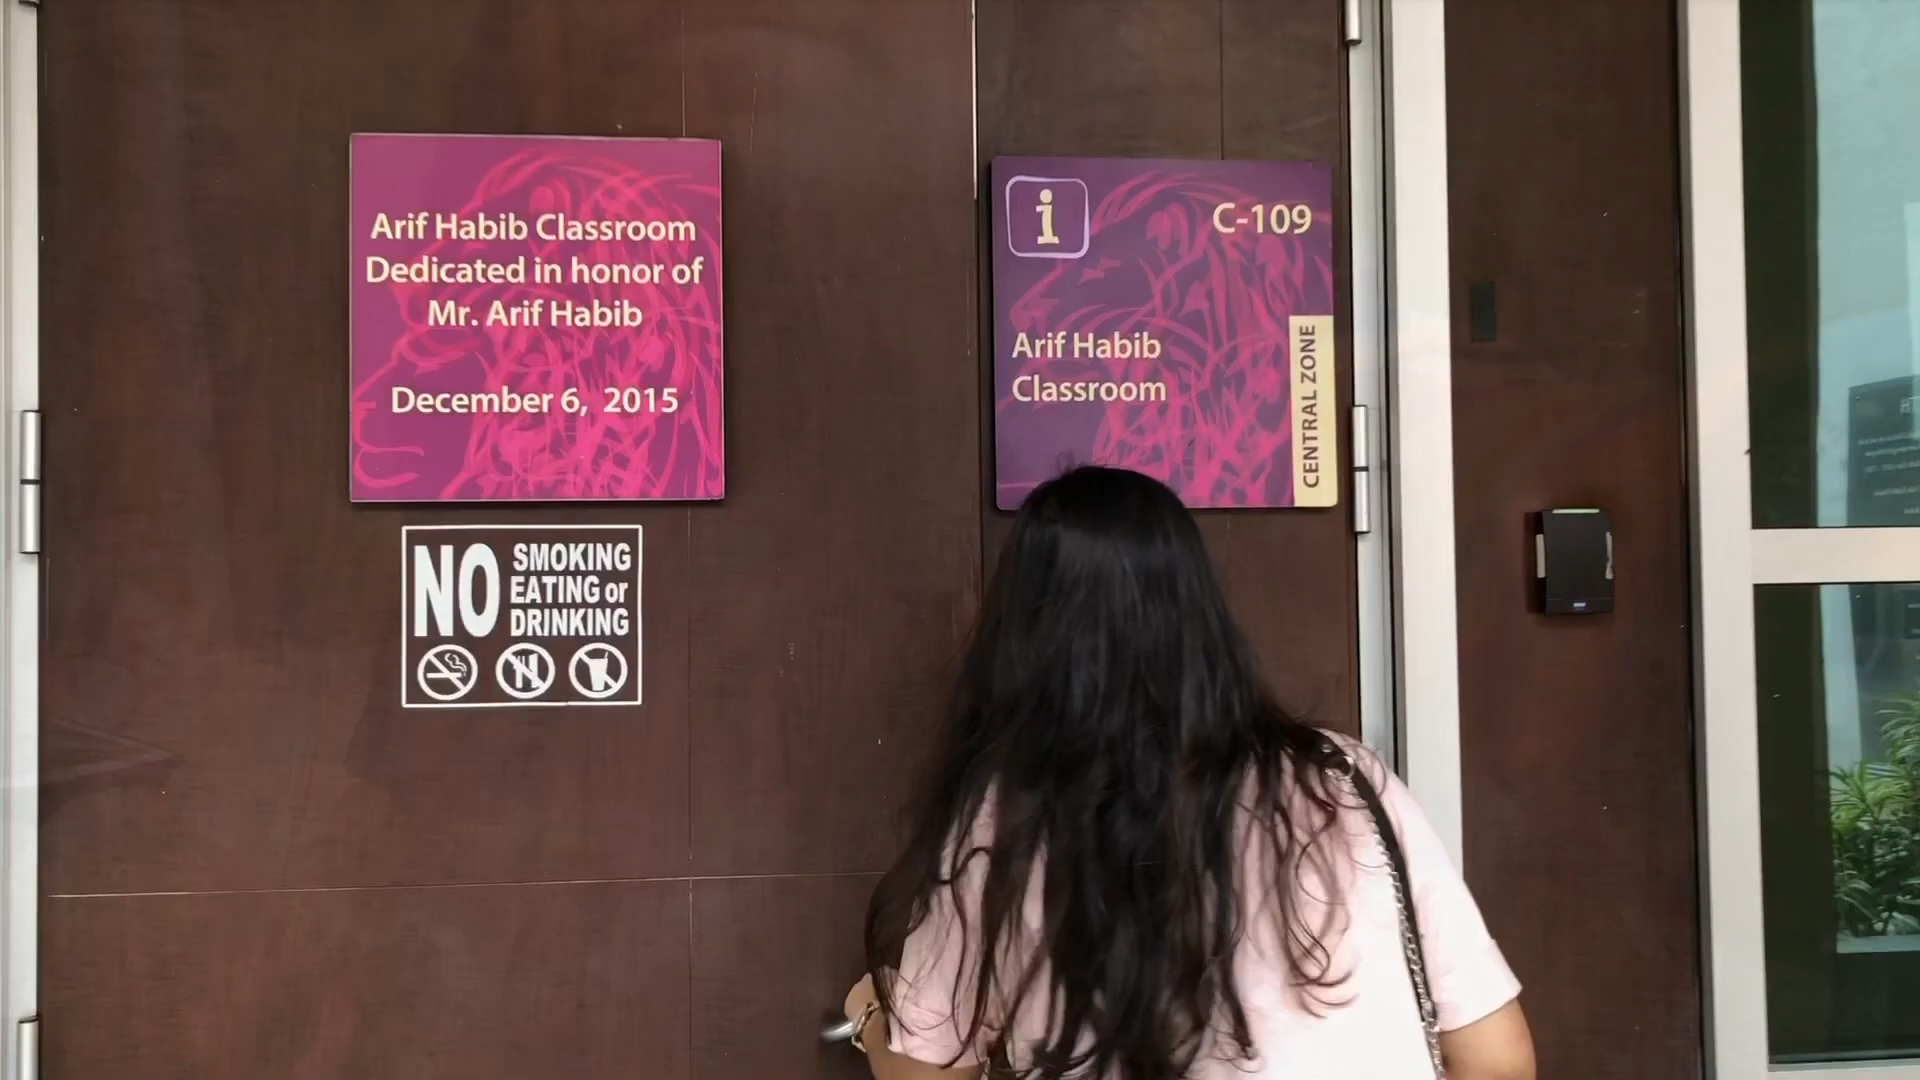 Arif Habib Classroom
Dedicated in honor of
Mr. Arif Habib
December 6, 2015
NO SMOKING
EATING or
DRINKING
i
C-109
Arif Habib
Classroom
CENTRAL ZONE